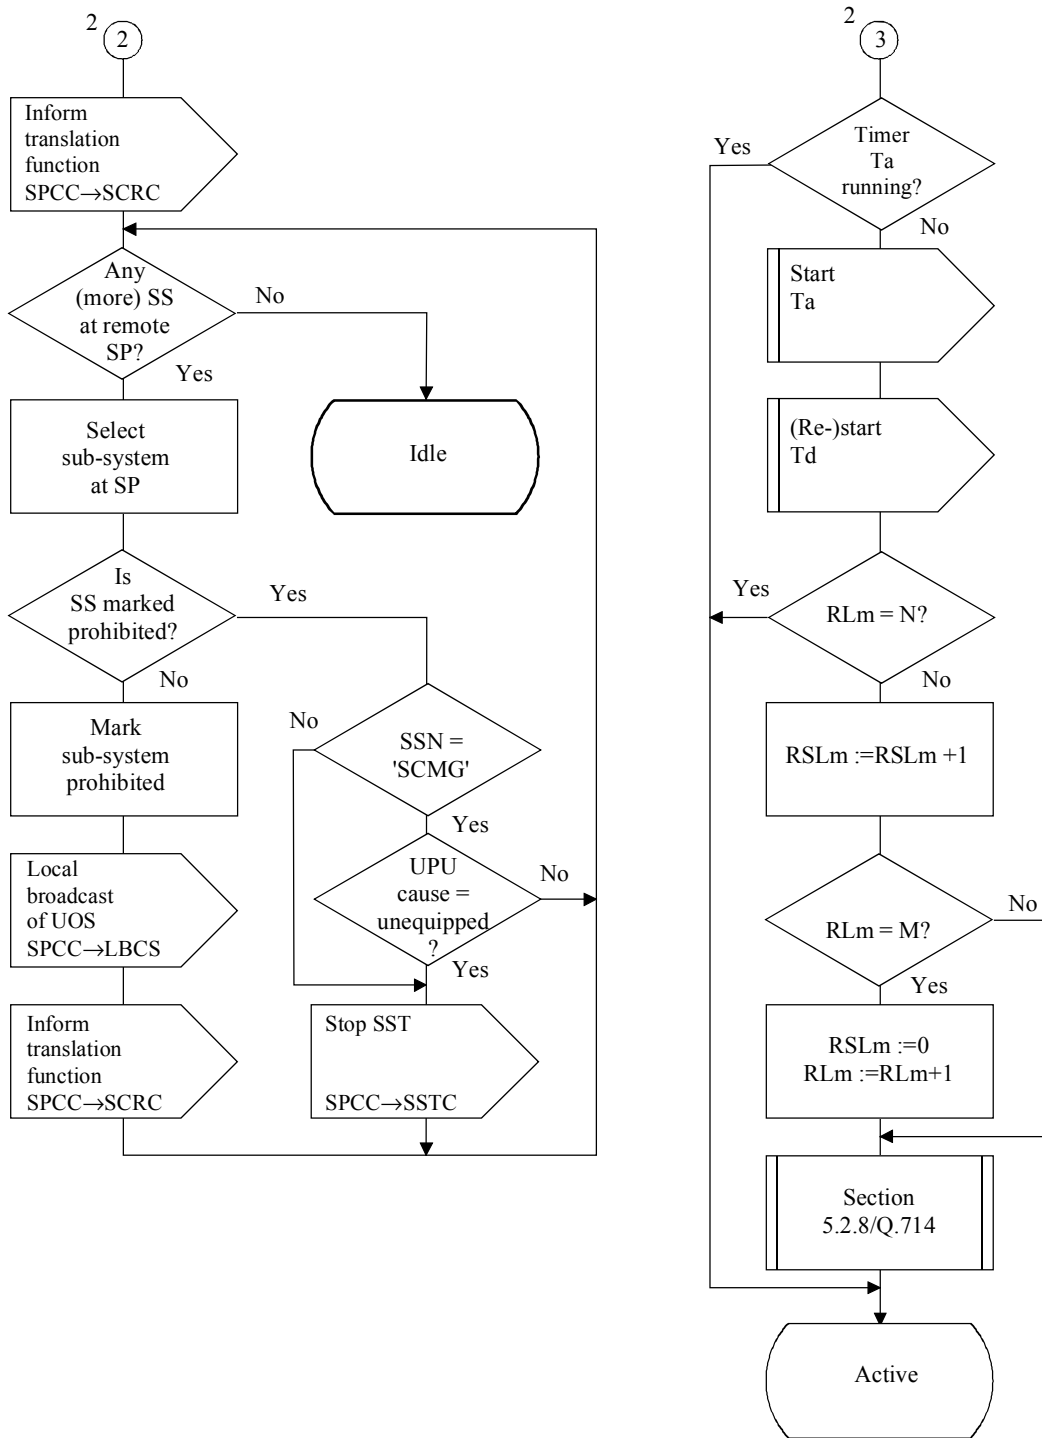 2
2
Inform
translation
function
SPCC→SCRC
Any
(more) SS
at remote
SP?
No
Yes
Select
sub-system
at SP
Idle
Is
SS marked
prohibited?
Yes
No
Mark
sub-system
prohibited
No
SSN =
'SCMG'
Yes
Local
broadcast
of UOS
SPCC→LBCS
UPU
cause =
unequipped
?
No
Yes
Inform
translation
function
SPCC→SCRC
Stop SST
SPCC→SSTC
2
3
Timer
Ta
running?
Yes
No
Start
Ta
(Re-)start
Td
Yes
RLm = N?
No
RSLm :=RSLm +1
RLm = M?
No
Yes
RSLm :=0
RLm :=RLm+1
Section
5.2.8/Q.714
Active